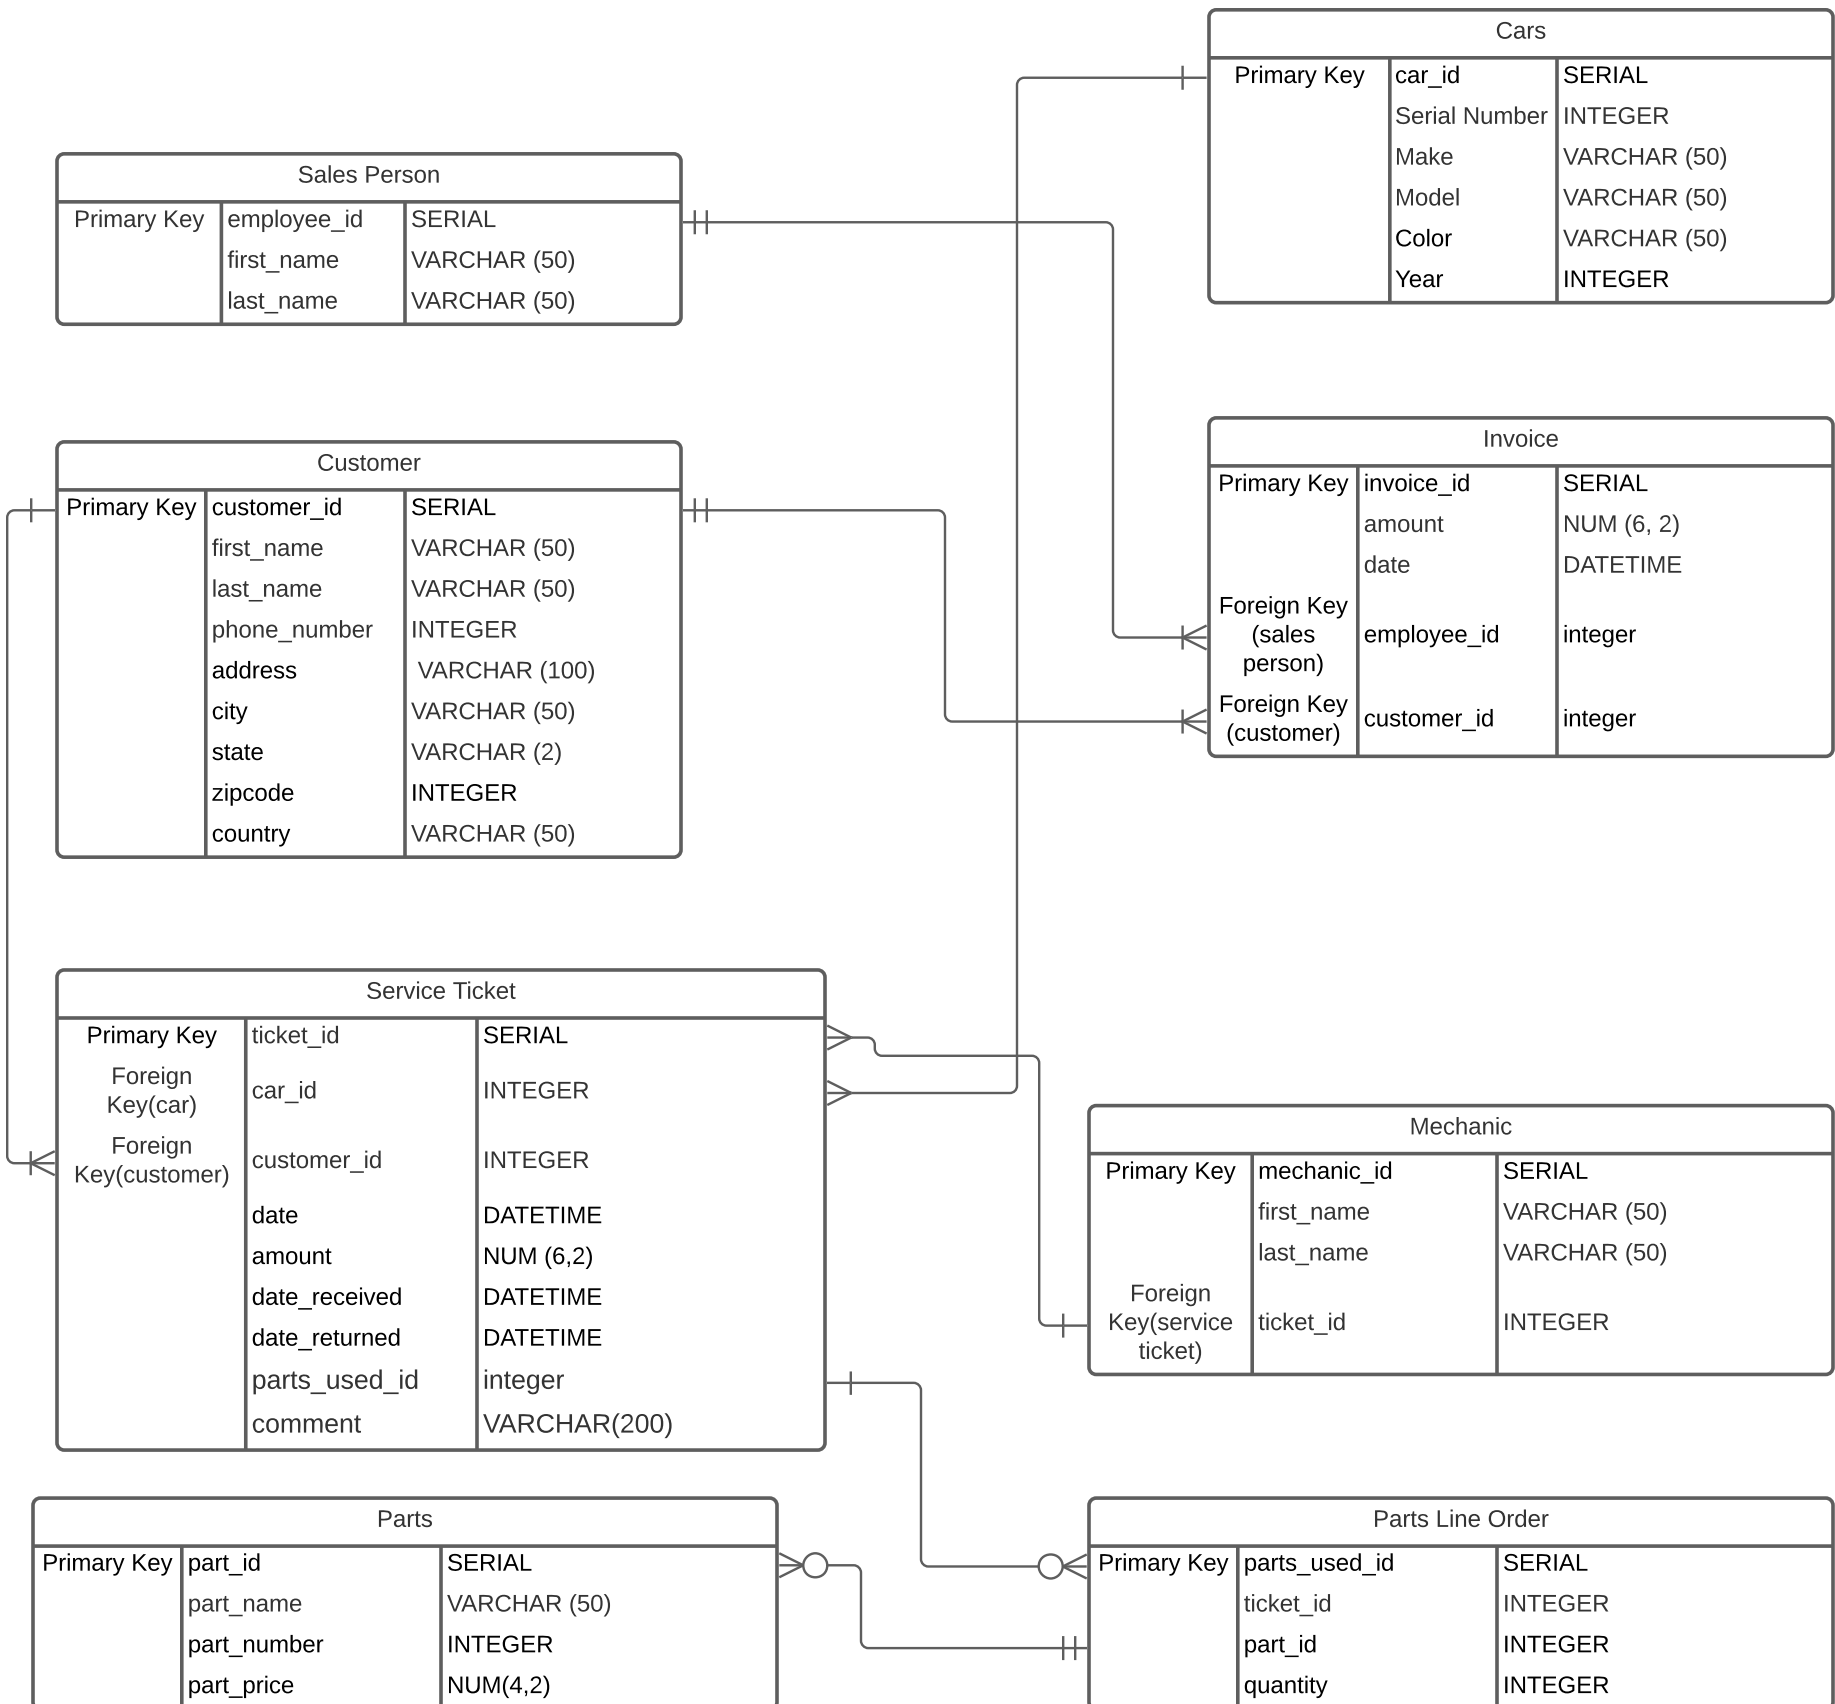 Cars
Primary Key car_id SERIAL
Serial Number INTEGER
Make VARCHAR (50)
Model VARCHAR (50)
Color VARCHAR (50)
Year INTEGER
Sales Person
Primary Key employee_id SERIAL
first_name VARCHAR (50)
last_name VARCHAR (50)
Customer
Primary Key customer_id SERIAL
first_name VARCHAR (50)
last_name VARCHAR (50)
phone_number INTEGER
address VARCHAR (100)
city VARCHAR (50)
state VARCHAR (2)
zipcode INTEGER
country VARCHAR (50)
Invoice
Primary Key invoice_id SERIAL
amount NUM (6, 2)
date DATETIME
Foreign Key
(sales employee_id integer
person)
Foreign Key
(customer) customer_id integer
Service Ticket
Primary Key ticket_id SERIAL
Foreign
Key(car) car_id INTEGER
Foreign
Key(customer) customer_id INTEGER
date DATETIME
amount NUM (6,2)
date_received DATETIME
date_returned DATETIME
parts_used_id integer
comment VARCHAR(200)
Mechanic
Primary Key mechanic_id SERIAL
first_name VARCHAR (50)
last_name VARCHAR (50)
Foreign
Key(service ticket_id INTEGER
ticket)
Parts
Primary Key part_id SERIAL
part_name VARCHAR (50)
part_number INTEGER
part_price NUM(4,2)
Parts Line Order
Primary Key parts_used_id SERIAL
ticket_id INTEGER
part_id INTEGER
quantity INTEGER